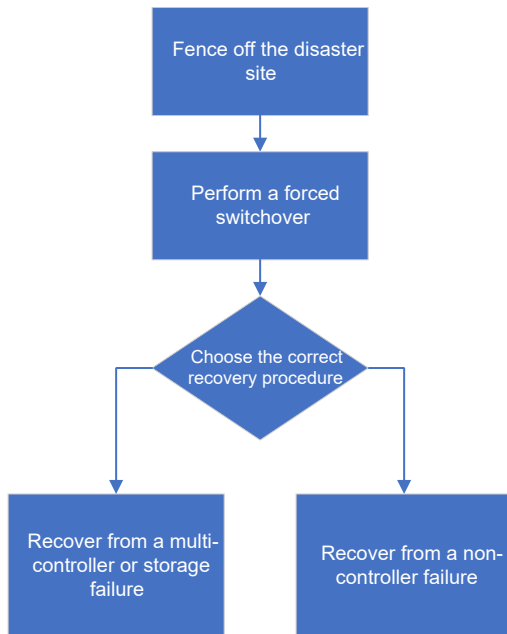 Fence off the disaster
site
Perform a forced
switchover
Choose the correct
recovery procedure
Recover from a multi-
controller or storage
failure
Recover from a non-
controller failure